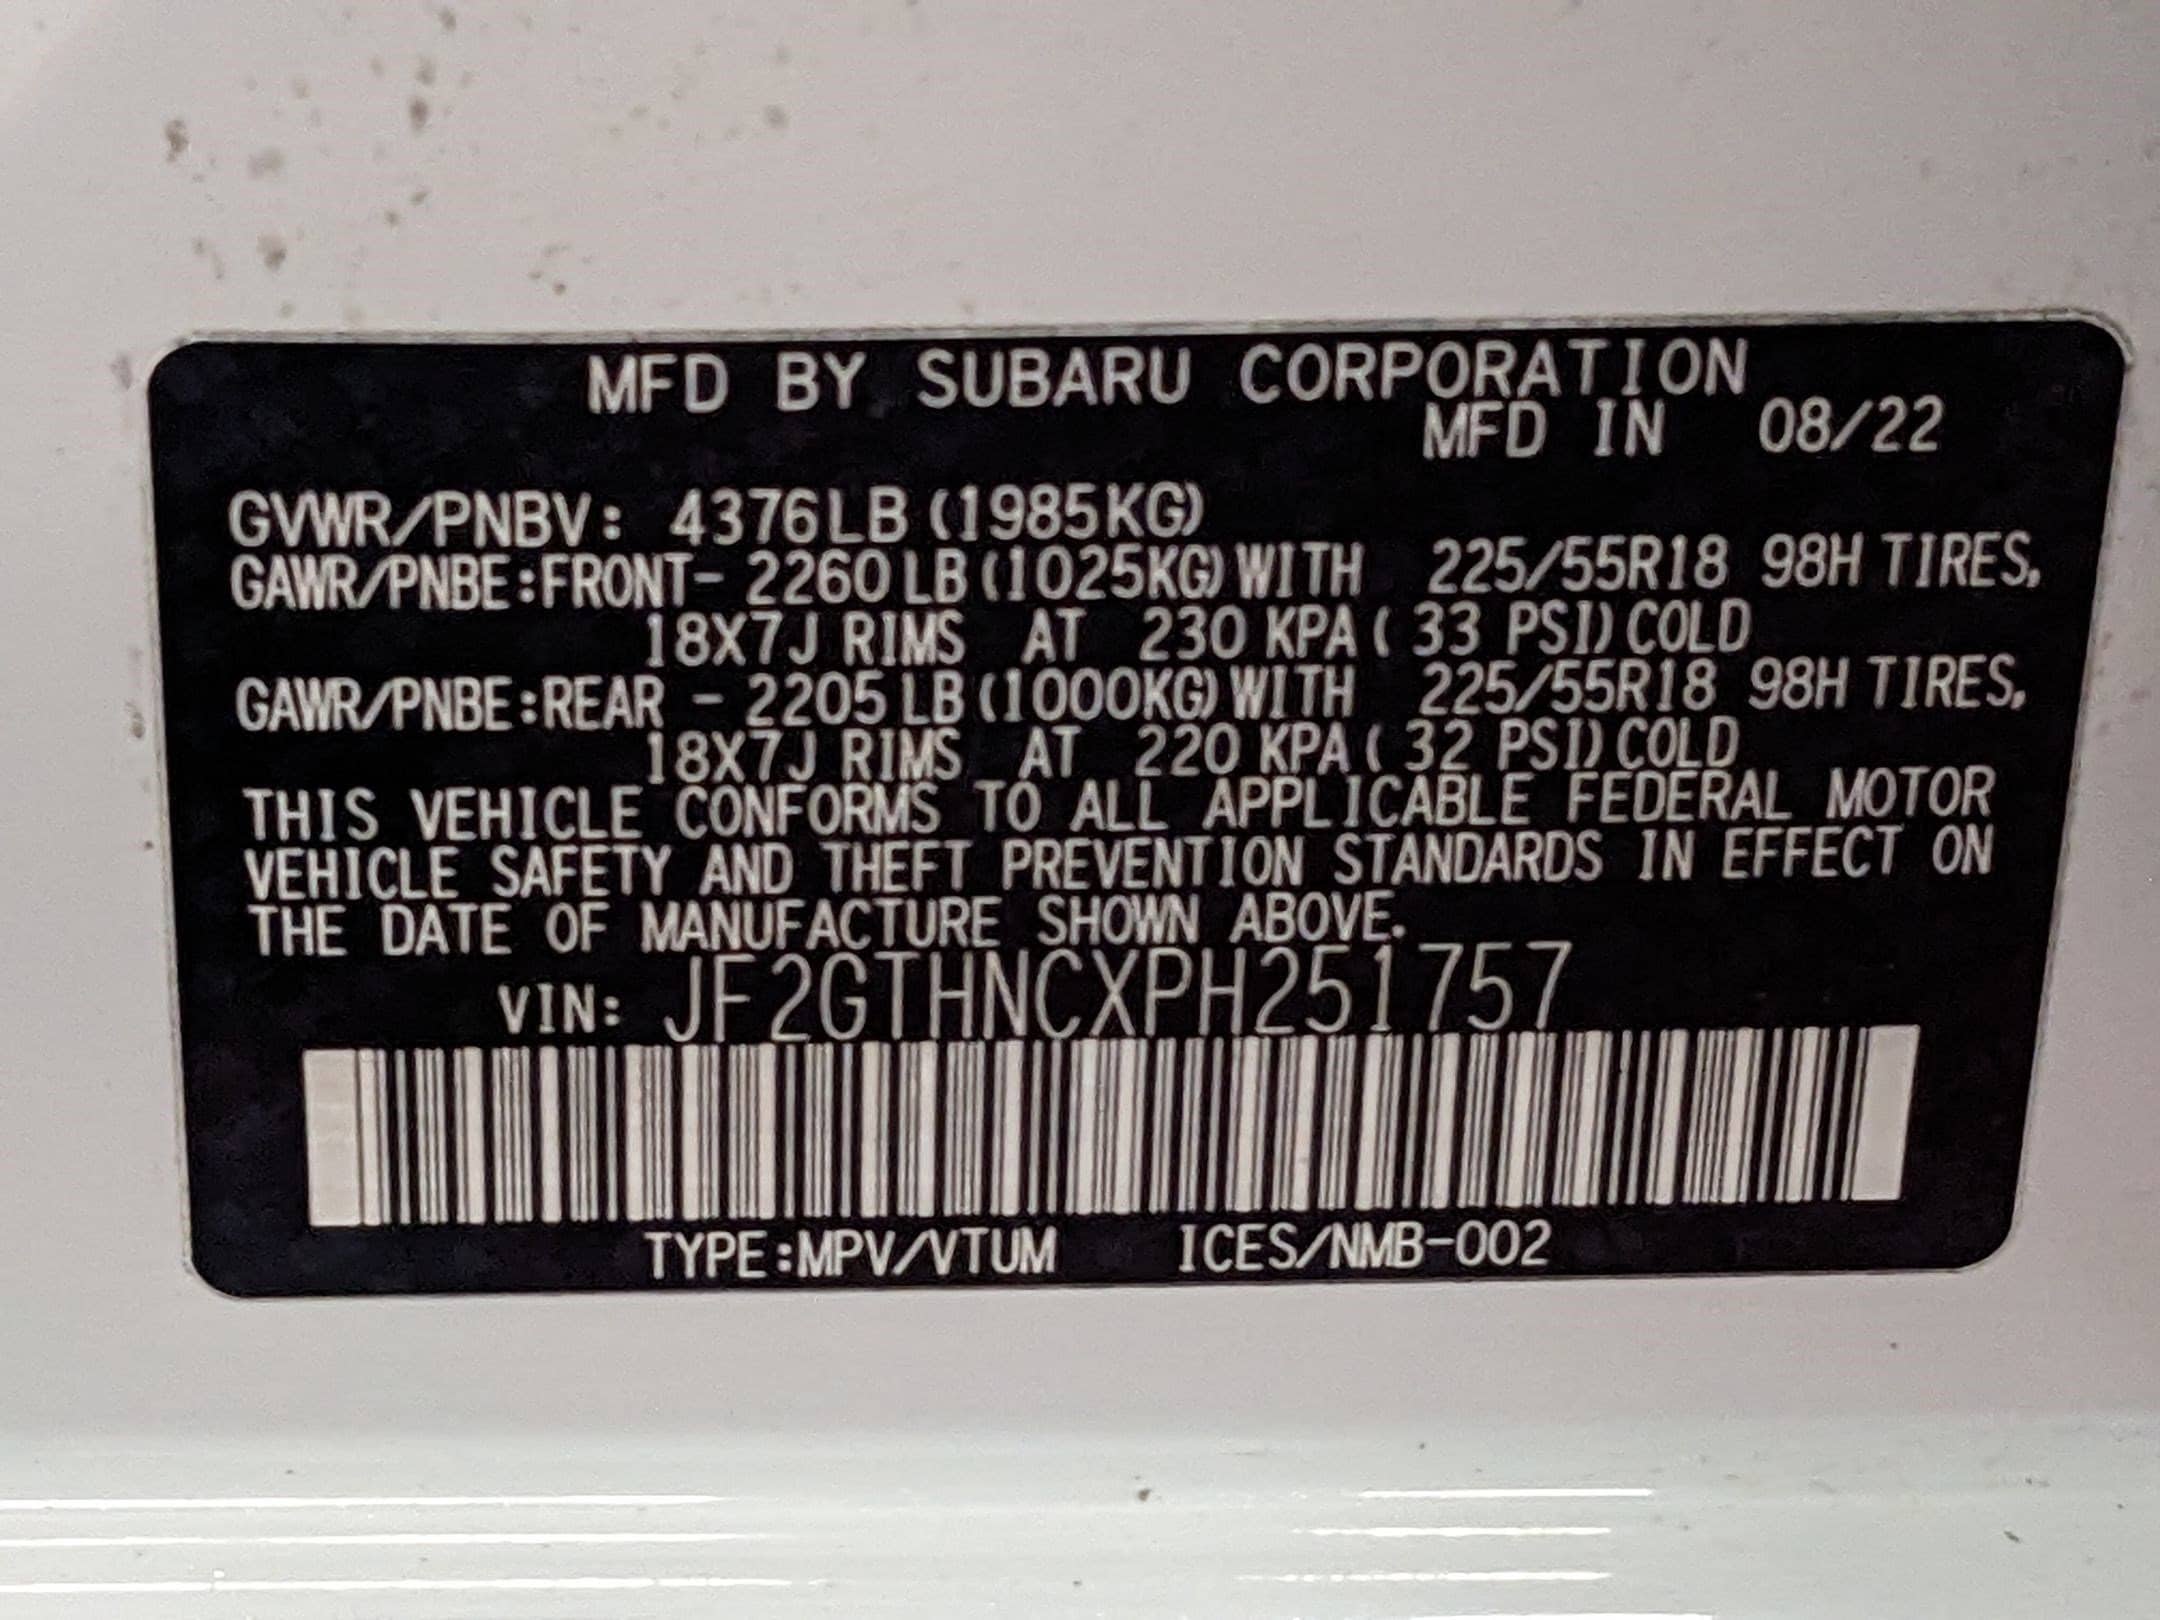 MFD BY SUBARU CORPORATION
MFD IN 08/22
GVWR/PNBV: 4376LB (1985KG)
GAWR/PNBE:FRONT- 2260 LB (1025KG) WITH 225/55R18 98H TIRES,
18X7J RIMS AT 230 KPA ( 33 PSI) COLD
GAWR/PNBE:REAR - 2205 LB (1000KG) WITH 225/55R18 98H TIRES,
18X7J RIMS AT 220 KPA ( 32 PSI) COLD
THIS VEHICLE CONFORMS TO ALL APPLICABLE FEDERAL MOTOR
VEHICLE SAFETY AND THEFT PREVENTION STANDARDS IN EFFECT ON
THE DATE OF MANUFACTURE SHOWN ABOVE.
VIN: JF2GTHNCXPH251757
TYPE:MPV/VTUM ICES/NMB-002